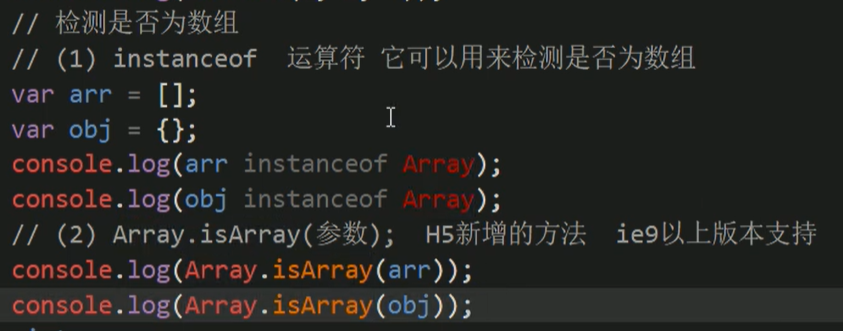 // 检测是否为数组
// (1) instanceof 运算符 它可以用来检测是否为数组
var arr = [];
var obj = {};
console.log(arr instanceof Array);
console.log(obj instanceof Array);
// (2) Array.isArray(参数); H5新增的方法 ie9以上版本支持
console.log(Array.isArray(arr));
console.log(Array.isArray(obj));